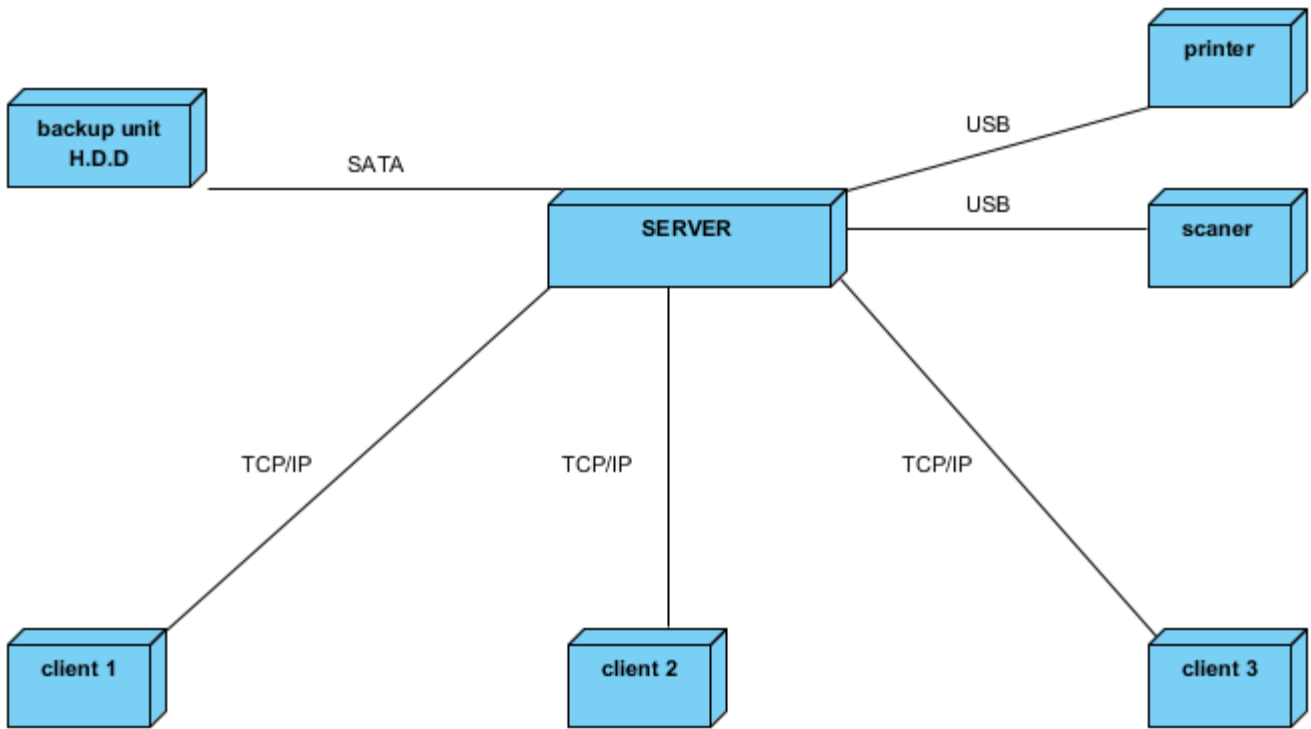 printer
backup unit
H.D.D
USB
SATA
USB
SERVER
scaner
TCP/IP
TCP/IP
TCP/IP
client 1
client 2
client 3